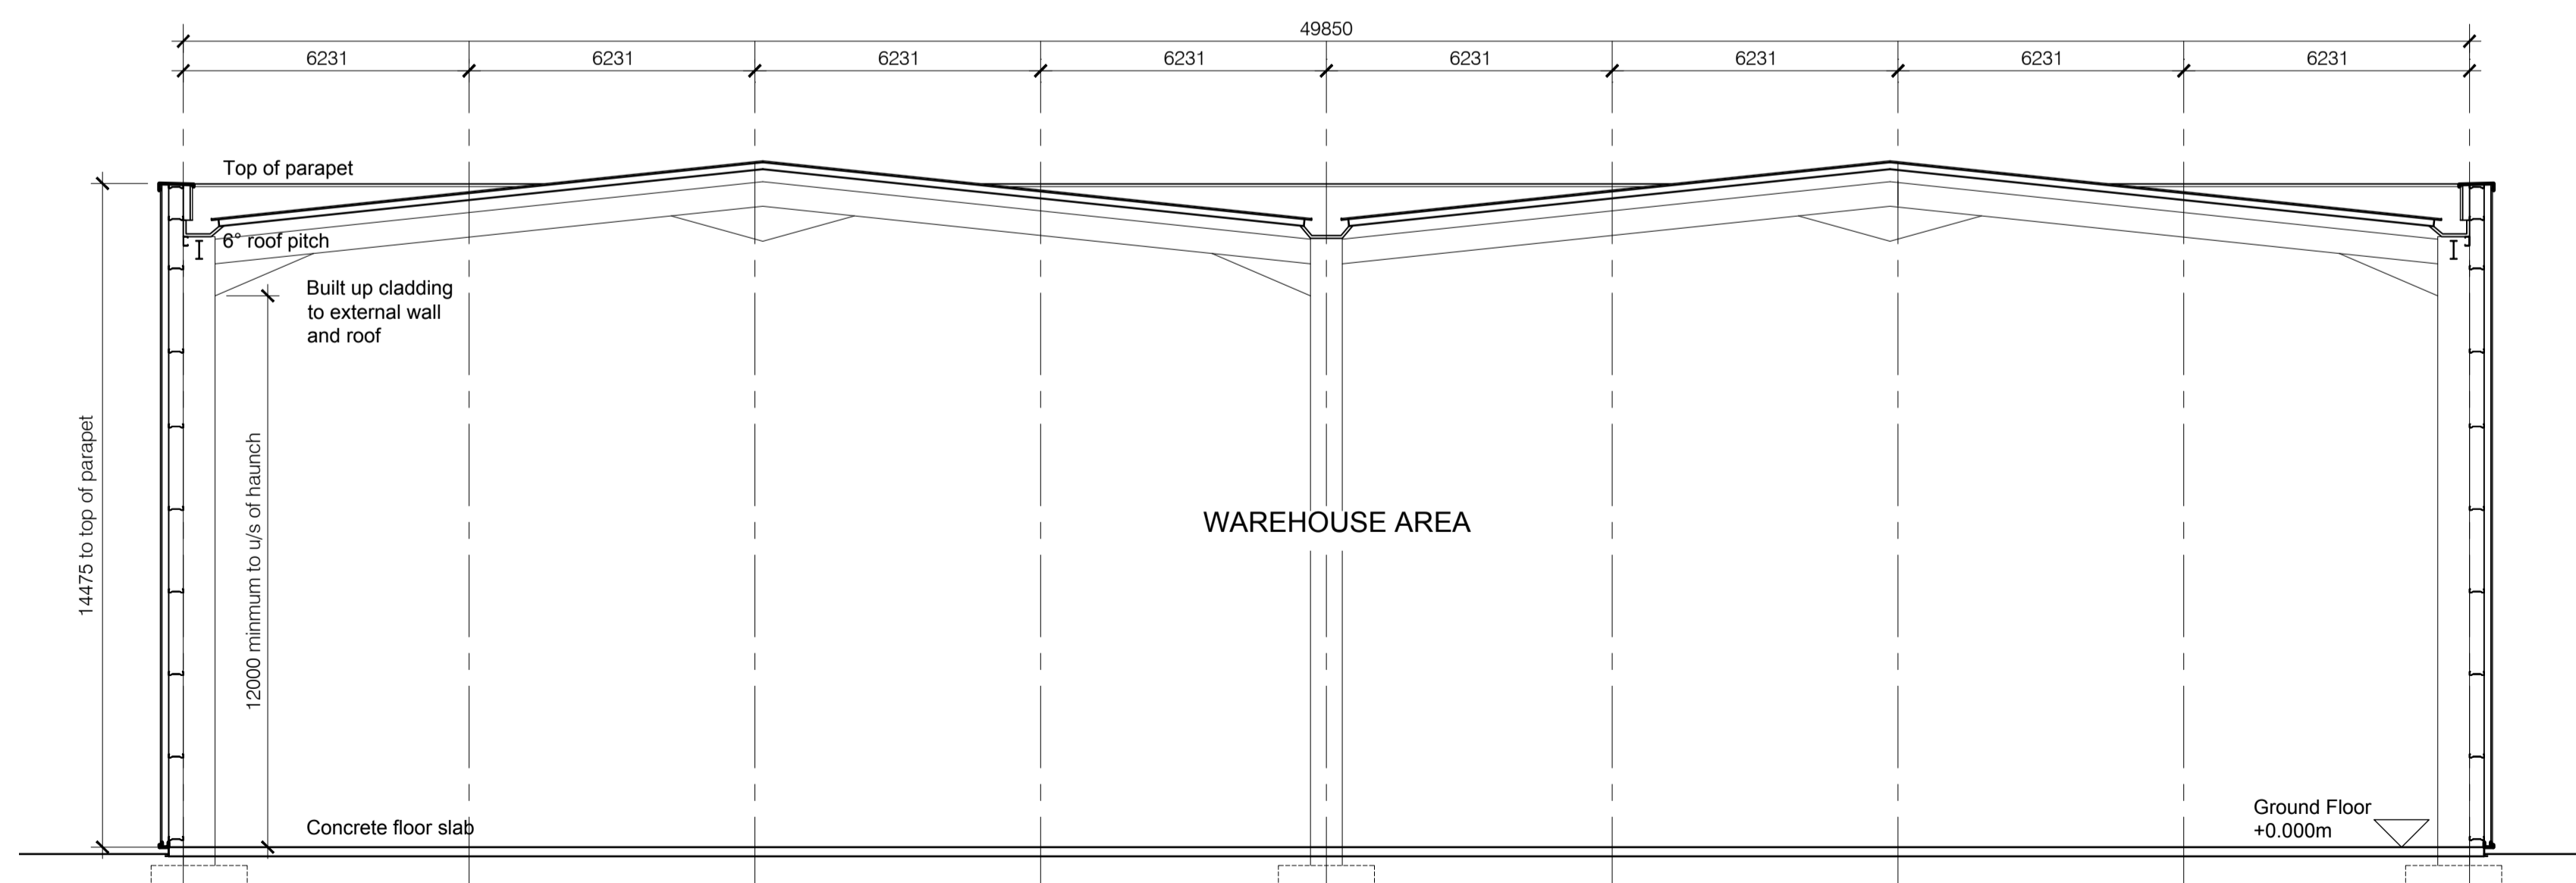 49850
6231 6231 6231 6231 6231 6231 6231 6231
Top of parapet
6° roof pitch
Built up cladding
to external wall
and roof
14475 to top of parapet
12000 minmum to u/s of haunch
WAREHOUSE AREA
Concrete floor slab
Ground Floor
+0.000m